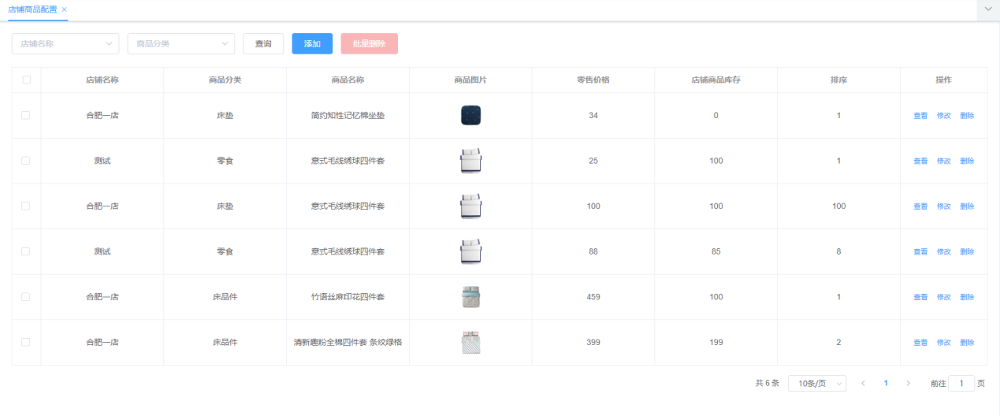 店铺商品配置 ×
店铺名称 商品分类 查询 添加 批量删除
店铺名称 商品分类 商品名称 商品图片 零售价格 店铺商品库存 排序 操作
合肥一店 床垫 简约知性记忆棉坐垫 34 0 1 查看 修改 删除
测试 零食 意式毛线绣球四件套 25 100 1 查看 修改 删除
合肥一店 床垫 意式毛线绣球四件套 100 100 100 查看 修改 删除
测试 零食 意式毛线绣球四件套 88 85 8 查看 修改 删除
合肥一店 床品件 竹语丝麻印花四件套 459 100 1 查看 修改 删除
合肥一店 床品件 清新趣粉全棉四件套 条纹绿格 399 199 2 查看 修改 删除
共 6 条 10条/页 < 1 > 前往 1 页